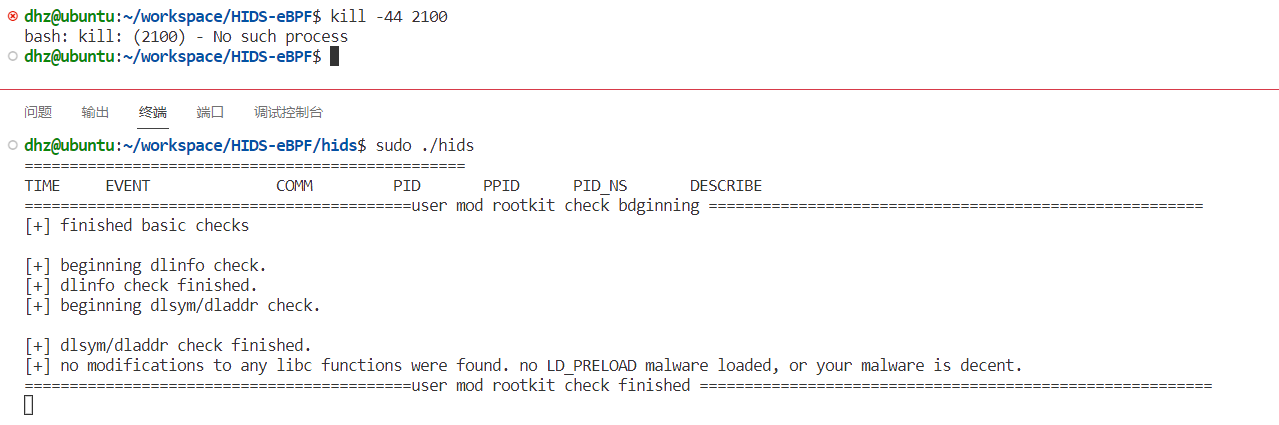 dhz@ubuntu:~/workspace/HIDS-eBPF$ kill -44 2100
bash: kill: (2100) - No such process
dhz@ubuntu:~/workspace/HIDS-eBPF$
问题 输出 终端 端口 调试控制台
dhz@ubuntu:~/workspace/HIDS-eBPF/hids$ sudo ./hids
=================================================
TIME EVENT COMM PID PPID PID_NS DESCRIBE
===========================================user mod rootkit check bdginning =======================================================
[+] finished basic checks
[+] beginning dlinfo check.
[+] dlinfo check finished.
[+] beginning dlsym/dladdr check.
[+] dlsym/dladdr check finished.
[+] no modifications to any libc functions were found. no LD_PRELOAD malware loaded, or your malware is decent.
===========================================user mod rootkit check finished =========================================================